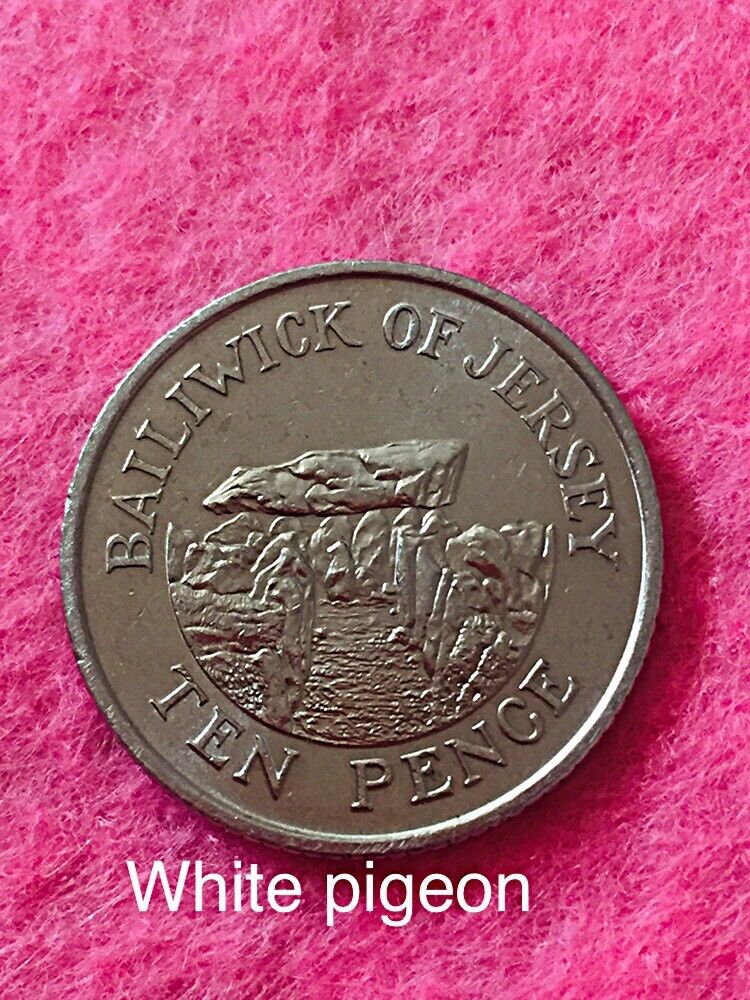 BAILIWICK OF JERSEY
TEN PENCE
White pigeon